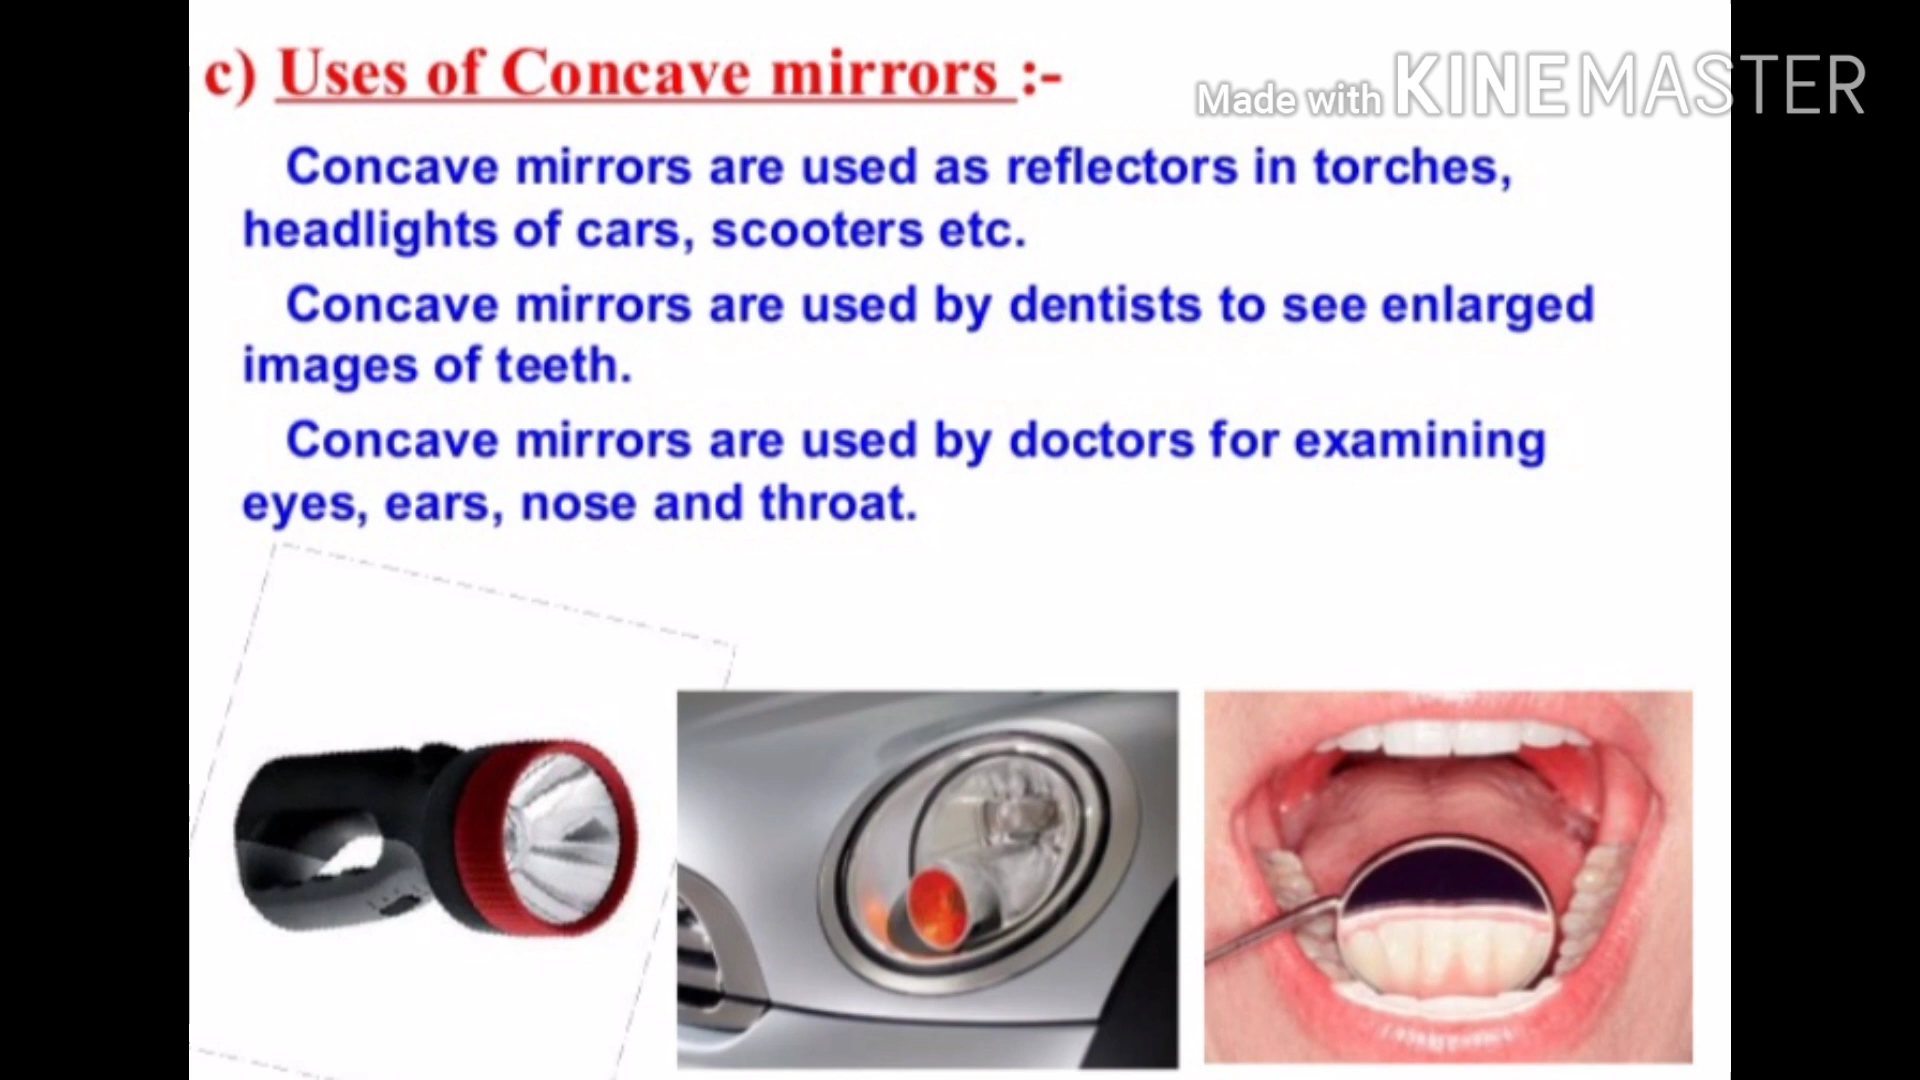 c) Uses of Concave mirrors :-
Made with KINEMASTER
Concave mirrors are used as reflectors in torches,
headlights of cars, scooters etc.
Concave mirrors are used by dentists to see enlarged
images of teeth.
Concave mirrors are used by doctors for examining
eyes, ears, nose and throat.